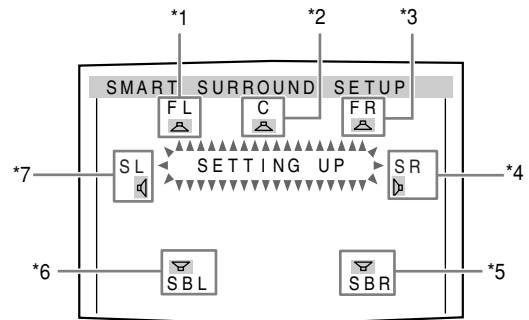 *1 *2 *3
SMART SURROUND SETUP
FL C FR
*7 SL SETTING UP SR *4
*6 SBL SBR *5